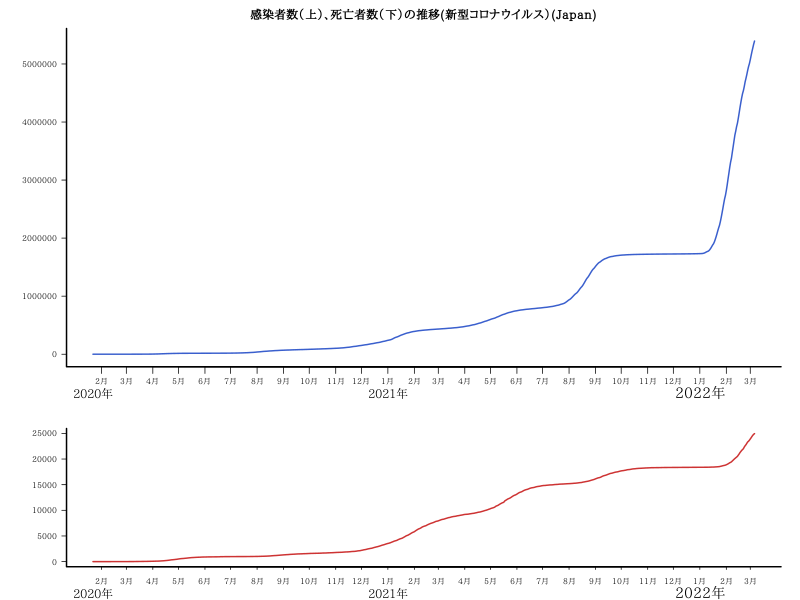 感染者数(上)、死亡者数(下)の推移(新型コロナウイルス)(Japan)
5000000
4000000
3000000
2000000
1000000
0
2月 3月 4月 5月 6月 7月 8月 9月 10月 11月 12月 1月 2月 3月 4月 5月 6月 7月 8月 9月 10月 11月 12月 1月 2月 3月
2020年 2021年 2022年
25000
20000
15000
10000
5000
0
2月 3月 4月 5月 6月 7月 8月 9月 10月 11月 12月 1月 2月 3月 4月 5月 6月 7月 8月 9月 10月 11月 12月 1月 2月 3月
2020年 2021年 2022年